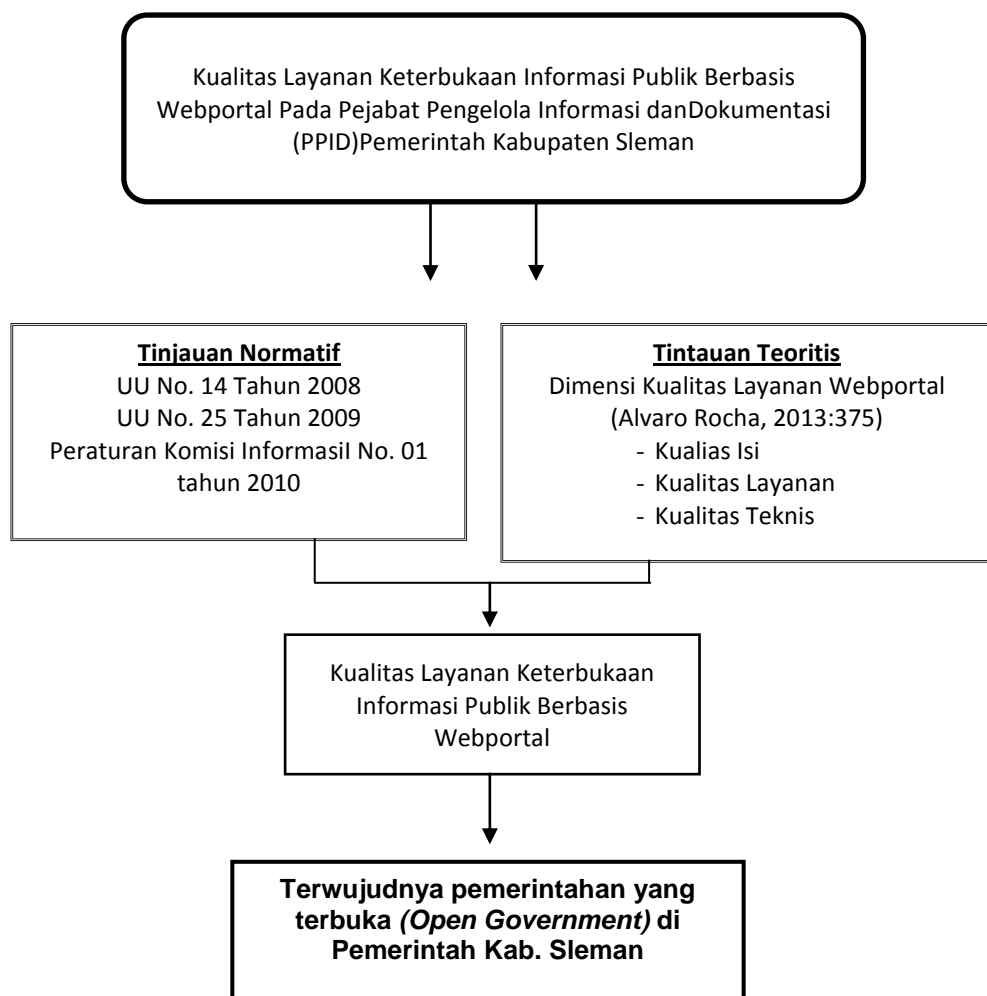 Kualitas Layanan Keterbukaan Informasi Publik Berbasis
Webportal Pada Pejabat Pengelola Informasi danDokumentasi
(PPID)Pemerintah Kabupaten Sleman
Tinjauan Normatif
UU No. 14 Tahun 2008
UU No. 25 Tahun 2009
Peraturan Komisi InformasiI No. 01
tahun 2010
Tintauan Teoritis
Dimensi Kualitas Layanan Webportal
(Alvaro Rocha, 2013:375)
- Kualias Isi
- Kualitas Layanan
- Kualitas Teknis
Kualitas Layanan Keterbukaan
Informasi Publik Berbasis
Webportal
Terwujudnya pemerintahan yang
terbuka (Open Government) di
Pemerintah Kab. Sleman